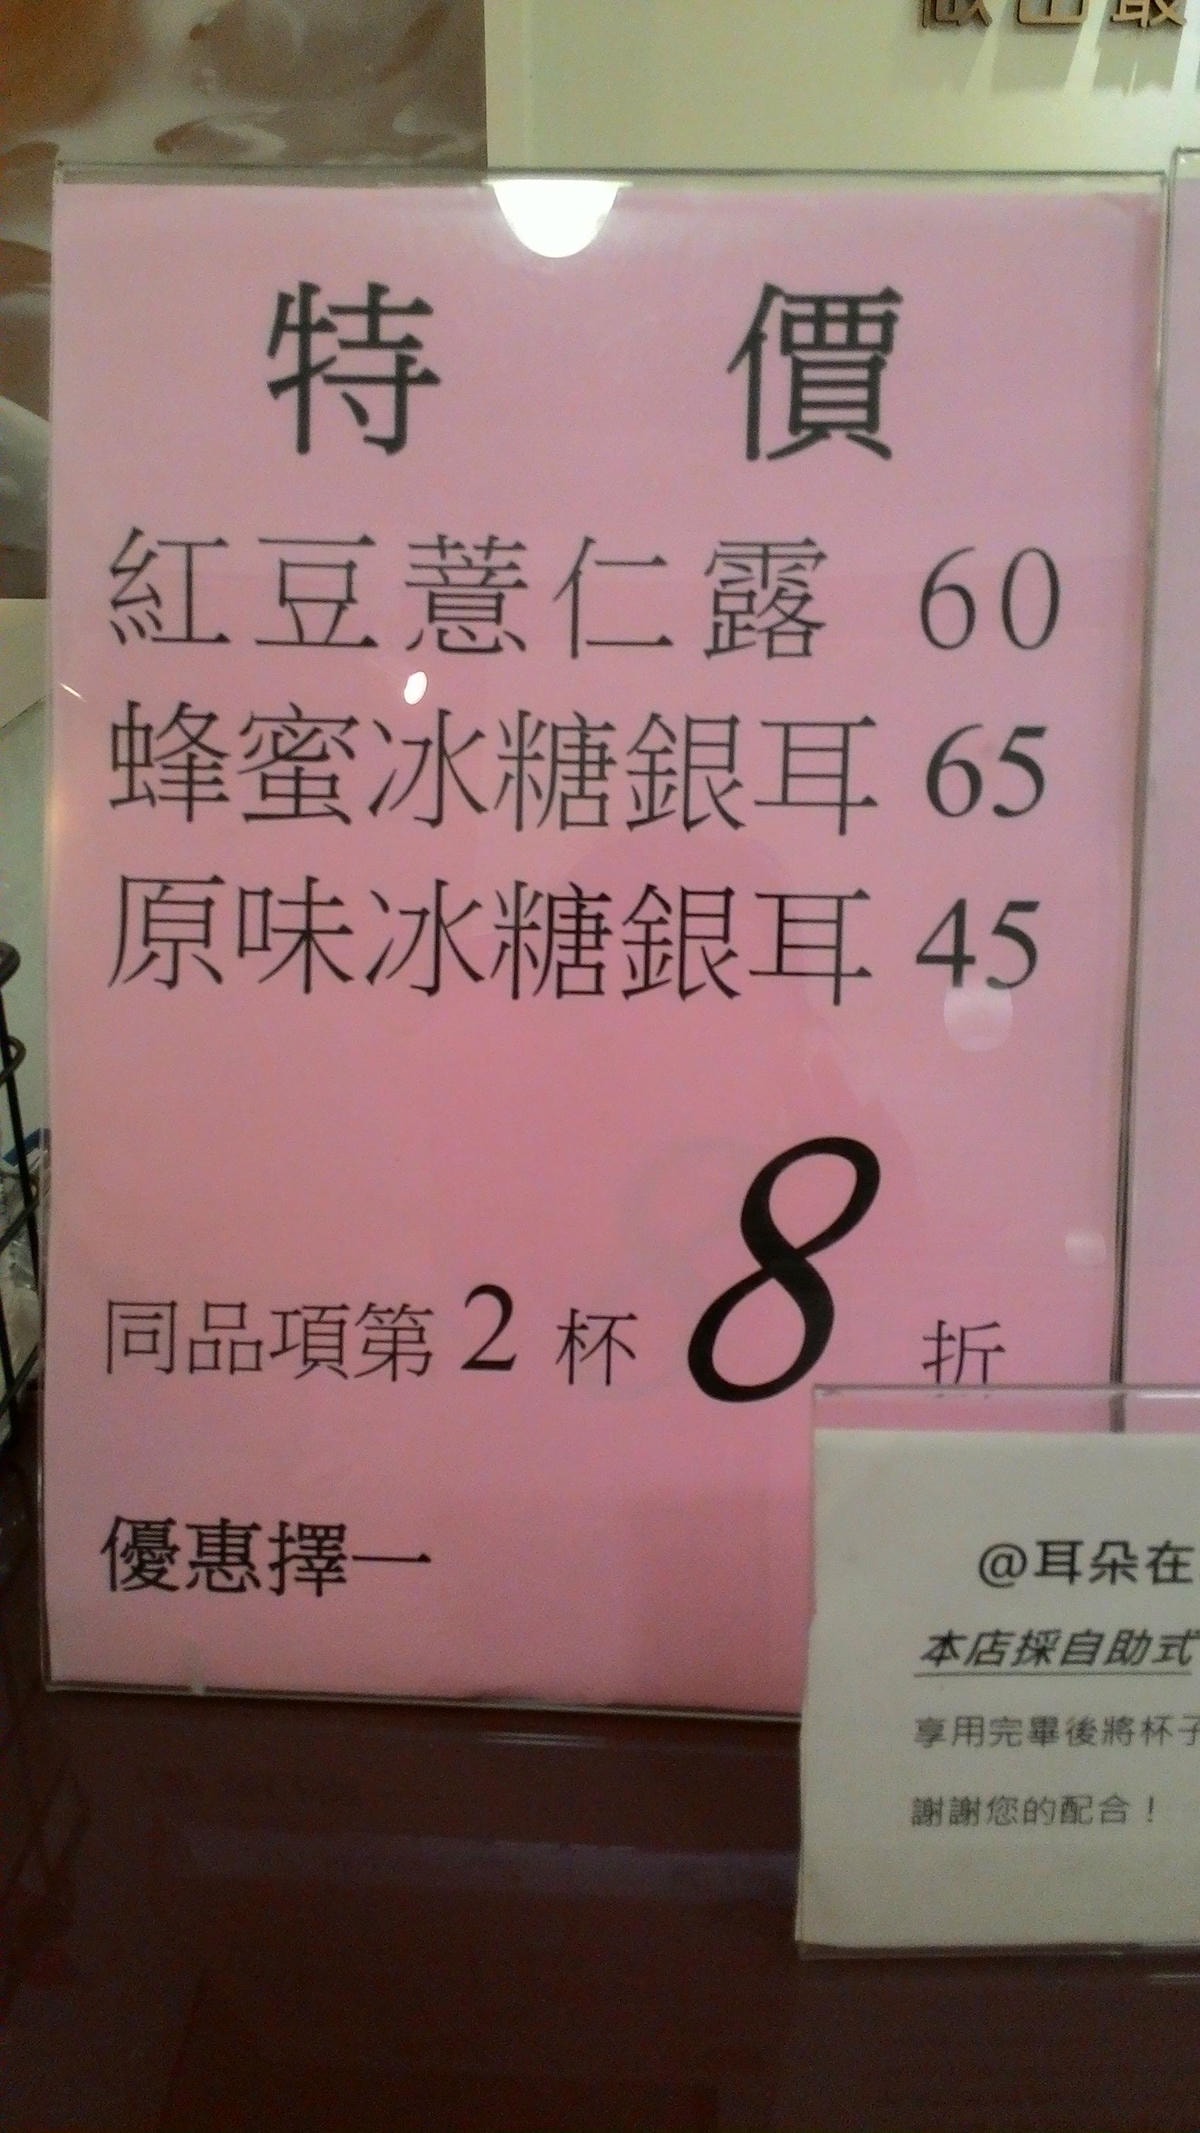 特 價
紅豆薏仁露 60
蜂蜜冰糖銀耳 65
原味冰糖銀耳 45
同品項第 2 杯 8 折
優惠擇一
@耳朵在
本店採自助式
享用完畢後將杯子
謝謝您的配合！